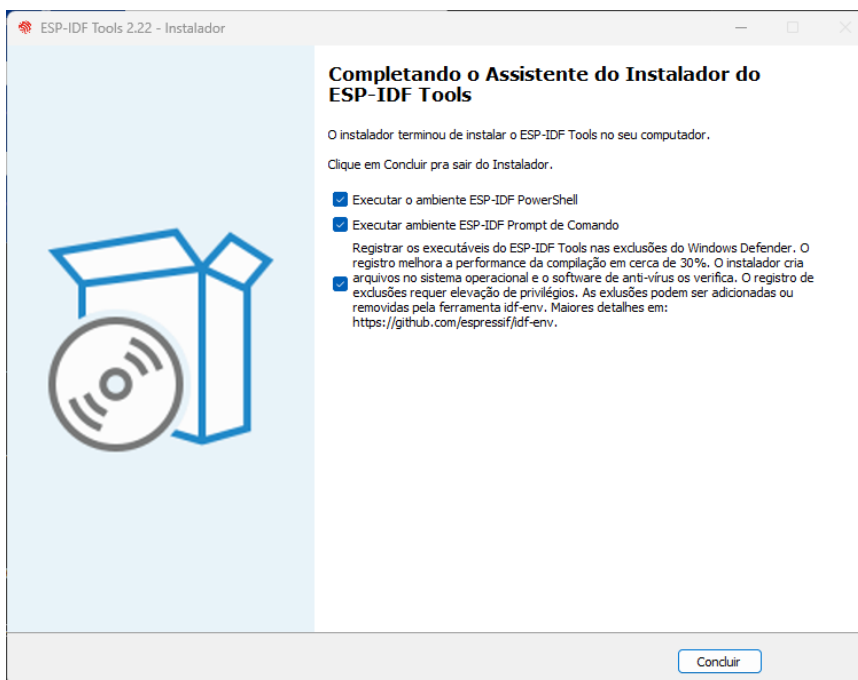 ESP-IDF Tools 2.22 - Instalador
Completando o Assistente do Instalador do
ESP-IDF Tools
O instalador terminou de instalar o ESP-IDF Tools no seu computador.
Clique em Concluir pra sair do Instalador.
Executar o ambiente ESP-IDF PowerShell
Executar ambiente ESP-IDF Prompt de Comando
Registrar os executáveis do ESP-IDF Tools nas exclusões do Windows Defender. O
registro melhora a performance da compilação em cerca de 30%. O instalador cria
arquivos no sistema operacional e o software de anti-vírus os verifica. O registro de
exclusões requer elevação de privilégios. As exlusões podem ser adicionadas ou
removidas pela ferramenta idf-env. Maiores detalhes em:
https://github.com/espressif/idf-env.
Concluir